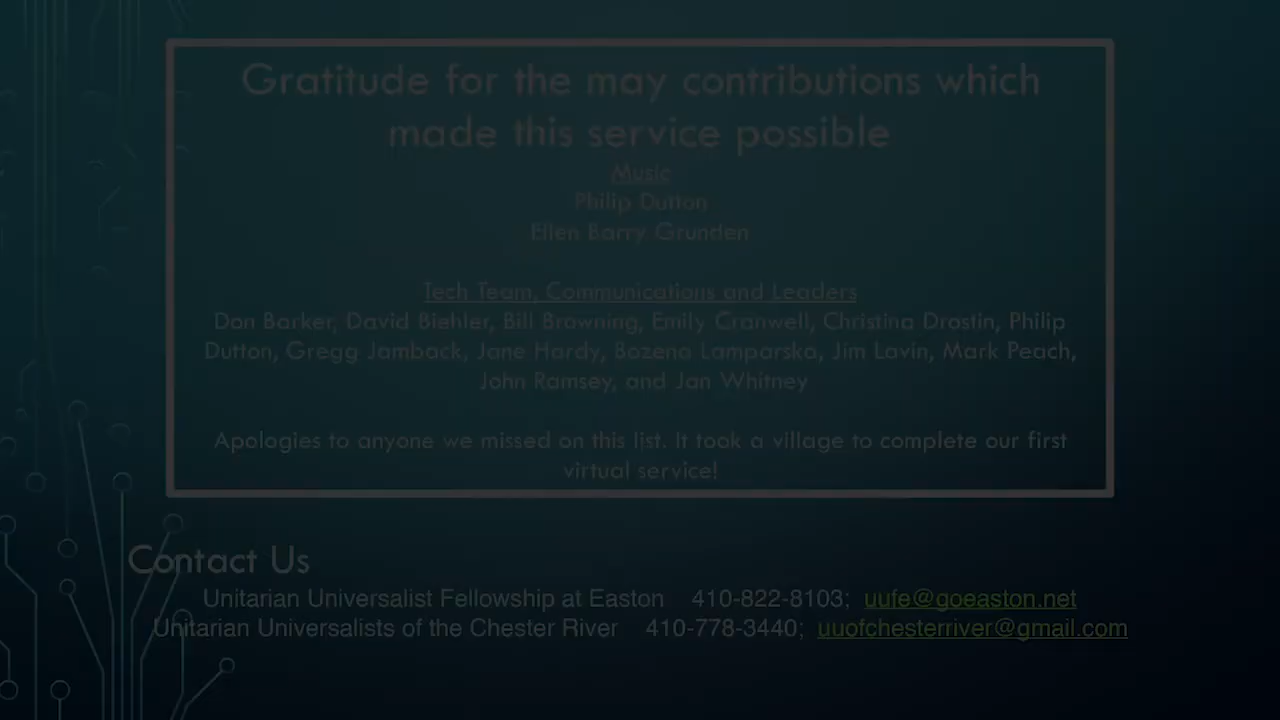 Gratitude for the may contributions which
made this service possible
Music
Philip Dutton
Ellen Barry Grunden
Tech Team, Communications and Leaders
Don Barker, David Biehler, Bill Browning, Emily Cranwell, Christina Drostin, Philip
Dutton, Gregg Jamback, Jane Hardy, Bozena Lamparska, Jim Lavin, Mark Peach,
John Ramsey, and Jan Whitney
Apologies to anyone we missed on this list. It took a village to complete our first
virtual service!
Contact Us
Unitarian Universalist Fellowship at Easton 410-822-8103; uufe@goeaston.net
Unitarian Universalists of the Chester River 410-778-3440; uuofchesterriver@gmail.com